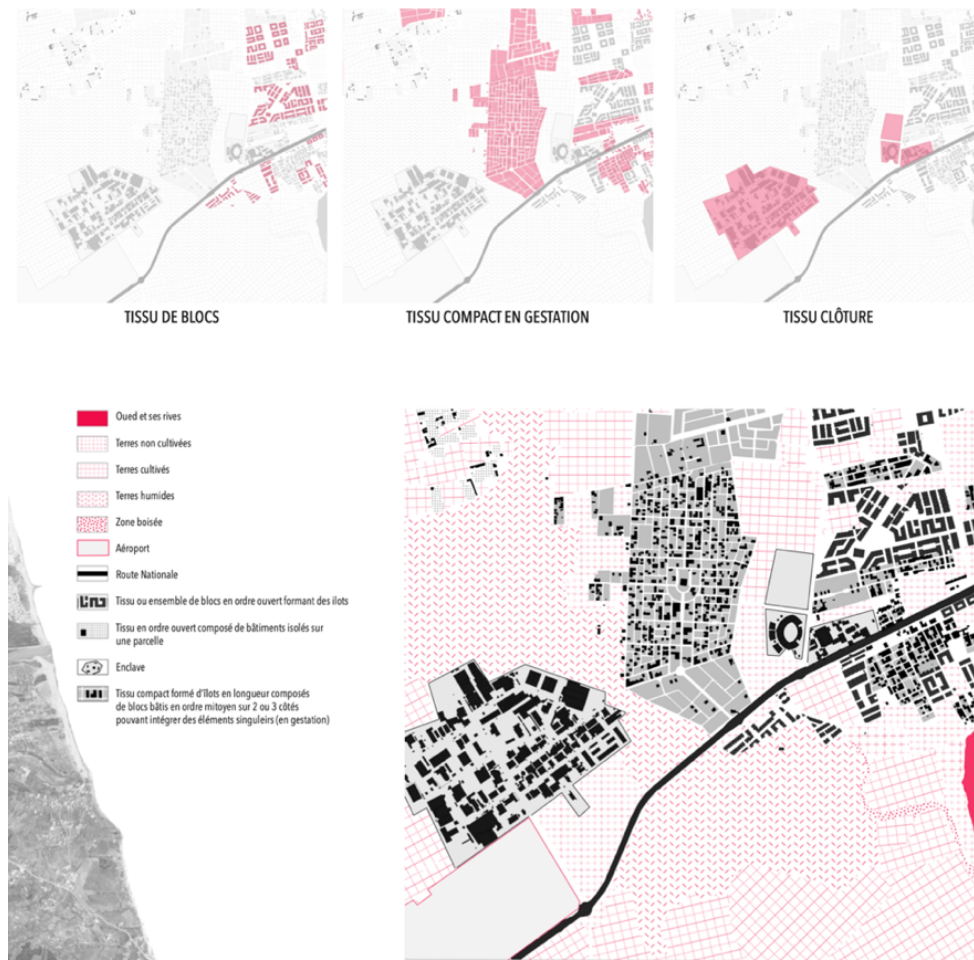 TISSU DE BLOCS
TISSU COMPACT EN GESTATION
TISSU CLÔTURE
Oued et ses rives
Terres non cultivées
Terres cultivés
Terres humides
Zone boisée
Aéroport
Route Nationale
Tissu ou ensemble de blocs en ordre ouvert formant des îlots
Tissu en ordre ouvert composé de bâtiments isolés sur
une parcelle
Enclave
Tissu compact formé d'îlots en longueur composés
de blocs bâtis en ordre mitoyen sur 2 ou 3 côtés
pouvant intégrer des éléments singuleirs (en gestation)